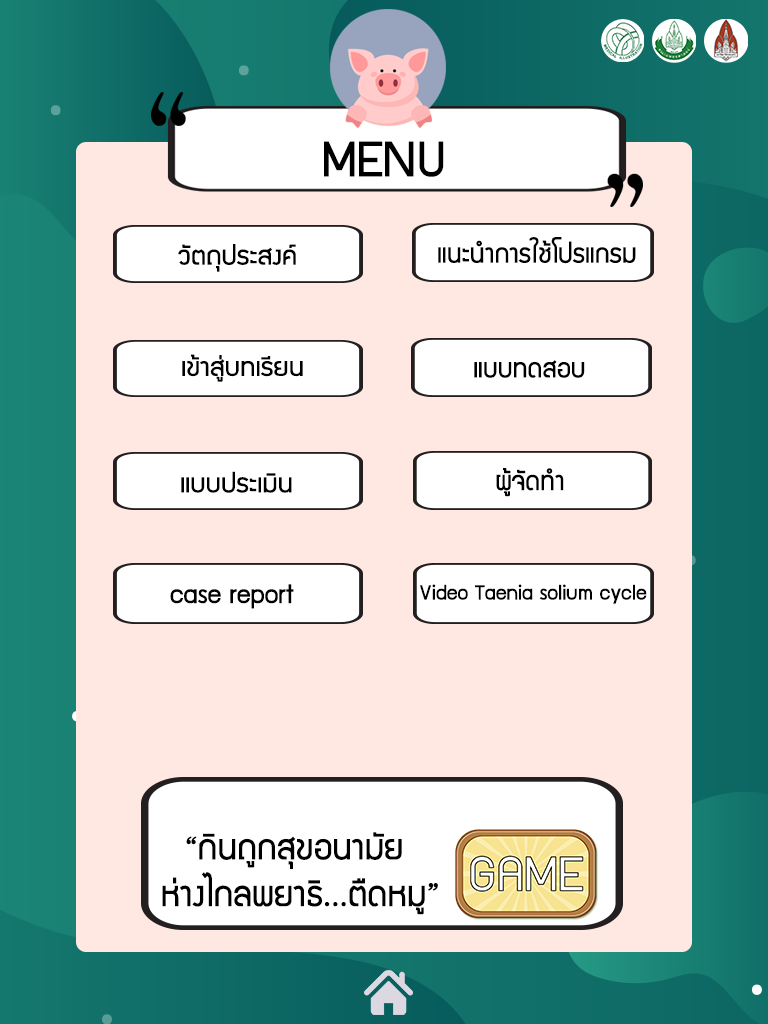 MENU
วัตถุประสงค์
แนะนำการใช้โปรแกรม
เข้าสู่บทเรียน
แบบทดสอบ
แบบประเมิน
ผู้จัดทำ
case report
Video Taenia solium cycle
“กินถูกสุขอนามัย
ห่างไกลพยาธิ...ตืดหมู”
GAME